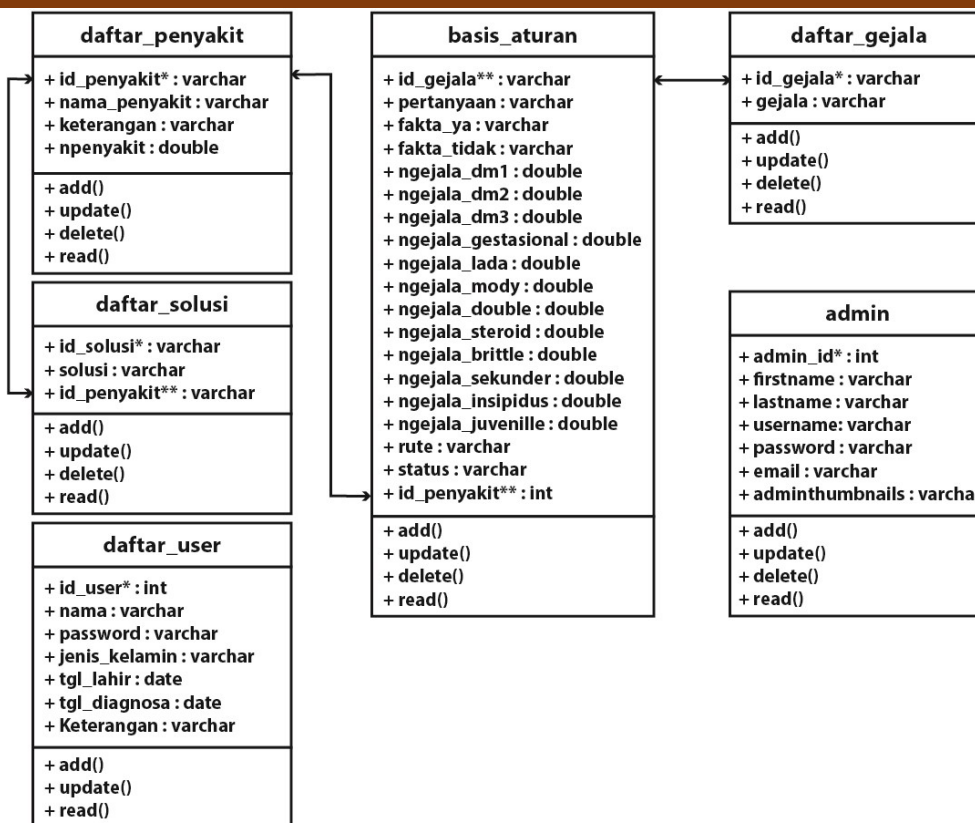 daftar_penyakit
+ id_penyakit* : varchar
+ nama_penyakit : varchar
+ keterangan : varchar
+ npenyakit : double
+ add()
+ update()
+ delete()
+ read()
daftar_solusi
+ id_solusi* : varchar
+ solusi : varchar
+ id_penyakit** : varchar
+ add()
+ update()
+ delete()
+ read()
daftar_user
+ id_user* : int
+ nama : varchar
+ password : varchar
+ jenis_kelamin : varchar
+ tgl_lahir : date
+ tgl_diagnosa : date
+ Keterangan : varchar
+ add()
+ update()
+ read()
basis_aturan
+ id_gejala** : varchar
+ pertanyaan : varchar
+ fakta_ya : varchar
+ fakta_tidak : varchar
+ ngejala_dm1 : double
+ ngejala_dm2 : double
+ ngejala_dm3 : double
+ ngejala_gestasional : double
+ ngejala_lada : double
+ ngejala_mody : double
+ ngejala_double : double
+ ngejala_steroid : double
+ ngejala_brittle : double
+ ngejala_sekunder : double
+ ngejala_insipidus : double
+ ngejala_juvenille : double
+ rute : varchar
+ status : varchar
+ id_penyakit** : int
+ add()
+ update()
+ delete()
+ read()
daftar_gejala
+ id_gejala* : varchar
+ gejala : varchar
+ add()
+ update()
+ delete()
+ read()
admin
+ admin_id* : int
+ firstname : varchar
+ lastname : varchar
+ username: varchar
+ password : varchar
+ email : varchar
+ adminthumbnails : varcha
+ add()
+ update()
+ delete()
+ read()